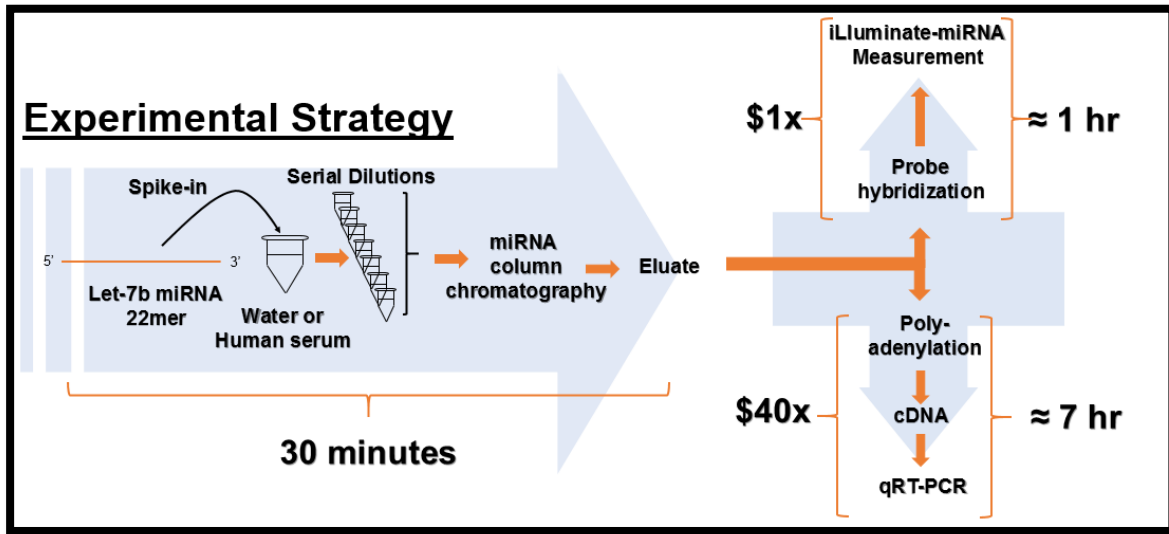 Experimental Strategy
Spike-in
Serial Dilutions
5’
3’
Let-7b miRNA
22mer
Water or
Human serum
miRNA
column
chromatography
Eluate
30 minutes
iLluminate-miRNA
Measurement
$1x
≈ 1 hr
Probe
hybridization
Poly-
adenylation
$40x
cDNA
≈ 7 hr
qRT-PCR